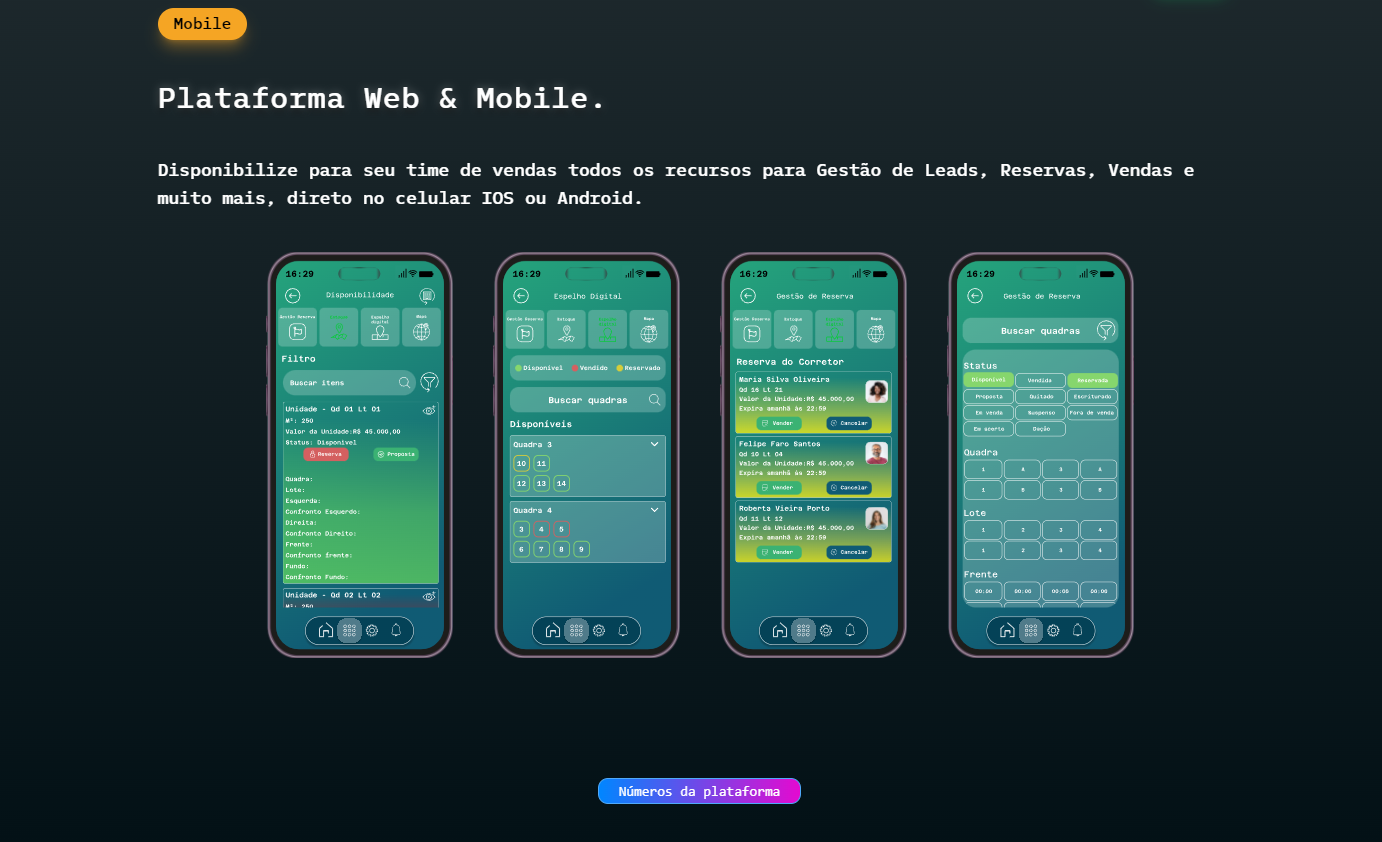 Mobile
Plataforma Web & Mobile.
Disponibilize para seu time de vendas todos os recursos para Gestão de Leads, Reservas, Vendas e
muito mais, direto no celular IOS ou Android.
16:29
Disponibilidade
Gestão Reserva
Espelho
digital
Mapa
Filtro
Buscar itens
Unidade - Qd 01 Lt 01
M²: 250
Valor da Unidade:R$ 45.000,00
Status: Disponível
Reserva
Proposta
Quadra:
Lote:
Esquerdo:
Confronto Esquerdo:
Direita:
Confronto Direito:
Frente:
Confronto frente:
Fundo:
Confronto Fundo:
Unidade - Qd 02 Lt 02
M²: 250
16:29
Espelho Digital
Gestão Reserva
Estoque
Mapa
Disponível
Vendido
Reservado
Buscar quadras
Disponíveis
Quadra 3
10 11
12 13 14
Quadra 4
3 4 5
6 7 8 9
16:29
Gestão de Reserva
Gestão Reserva
Estoque
Mapa
Reserva do Corretor
Maria Silva Oliveira
Qd 16 Lt 21
Valor da Unidade:R$ 45.000,00
Expira amanhã às 22:59
Vender
Cancelar
Felipe Faro Santos
Qd 10 Lt 04
Valor da Unidade:R$ 45.000,00
Expira amanhã às 22:59
Vender
Cancelar
Roberta Vieira Porto
Qd 11 Lt 12
Valor da Unidade:R$ 45.000,00
Expira amanhã às 22:59
Vender
Cancelar
16:29
Gestão de Reserva
Buscar quadras
Status
Disponível Vendido Reservada
Proposta Quitado Escriturado
Em venda Suspenso Fora de venda
Em acerto Doção
Quadra
1 A 3 A
1 B 3 B
Lote
1 2 3 4
1 2 3 4
Frente
00:00 00:00 00:00 00:00
Números da plataforma